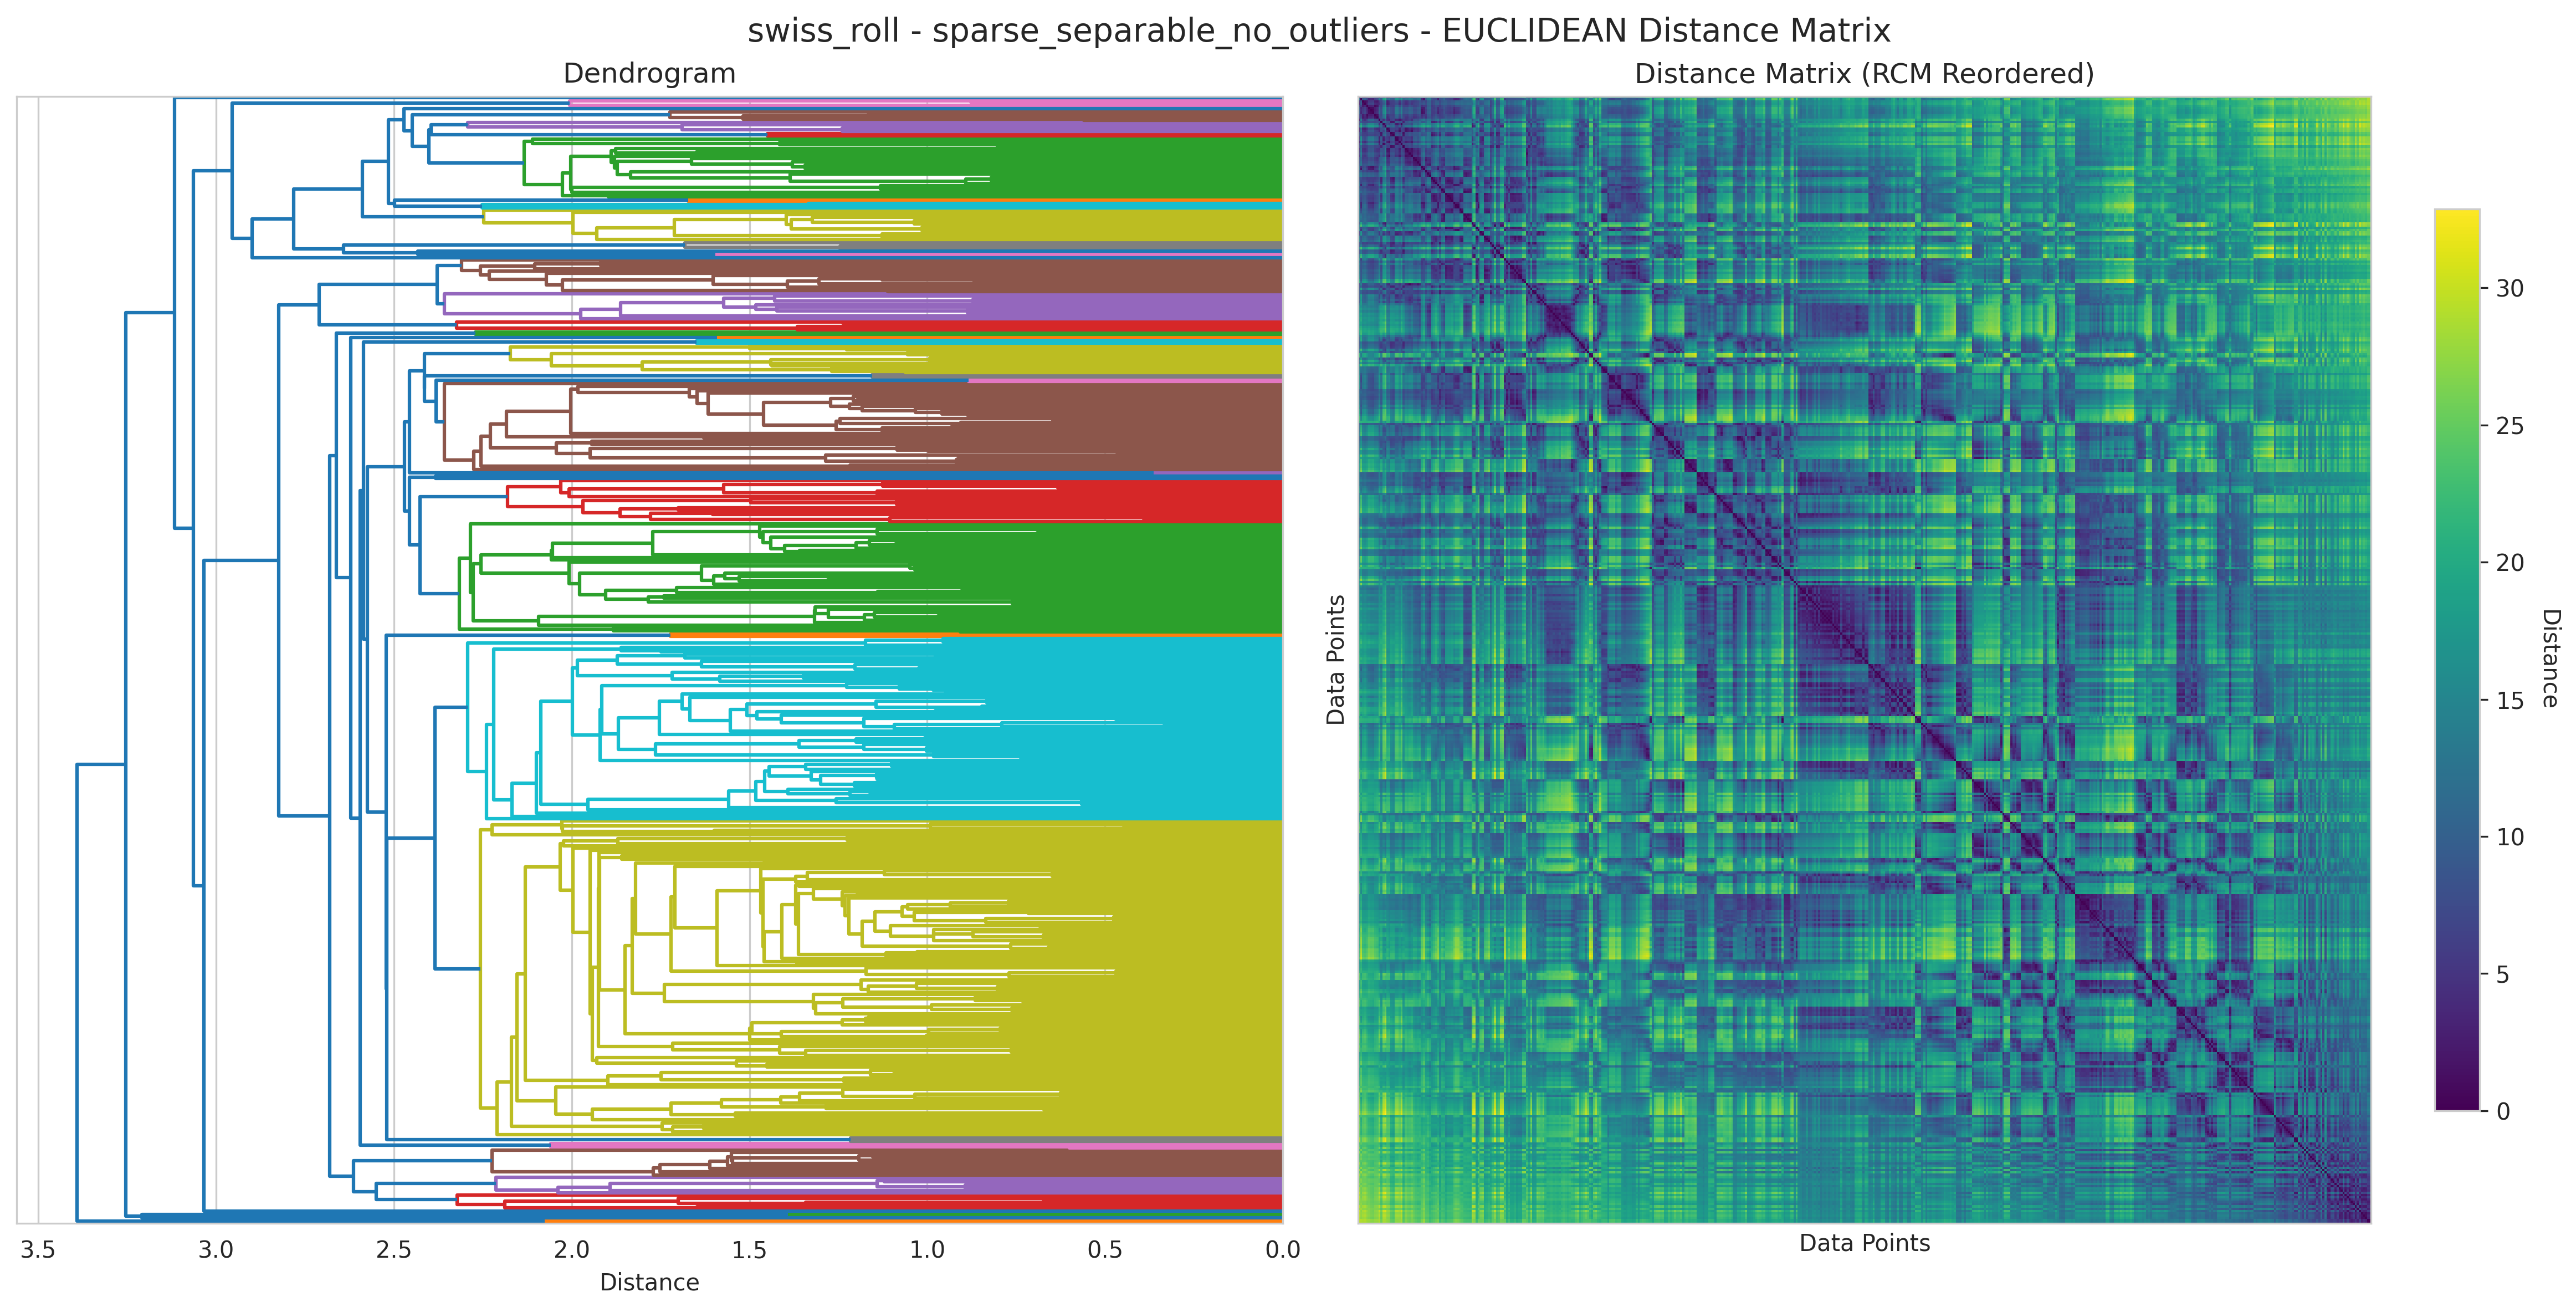 swiss_roll - sparse_separable_no_outliers - EUCLIDEAN Distance Matrix
Dendrogram
3.5 3.0 2.5 2.0 1.5 1.0 0.5 0.0
Distance
Distance Matrix (RCM Reordered)
Data Points
Data Points
30
25
20
15
10
5
0
Distance